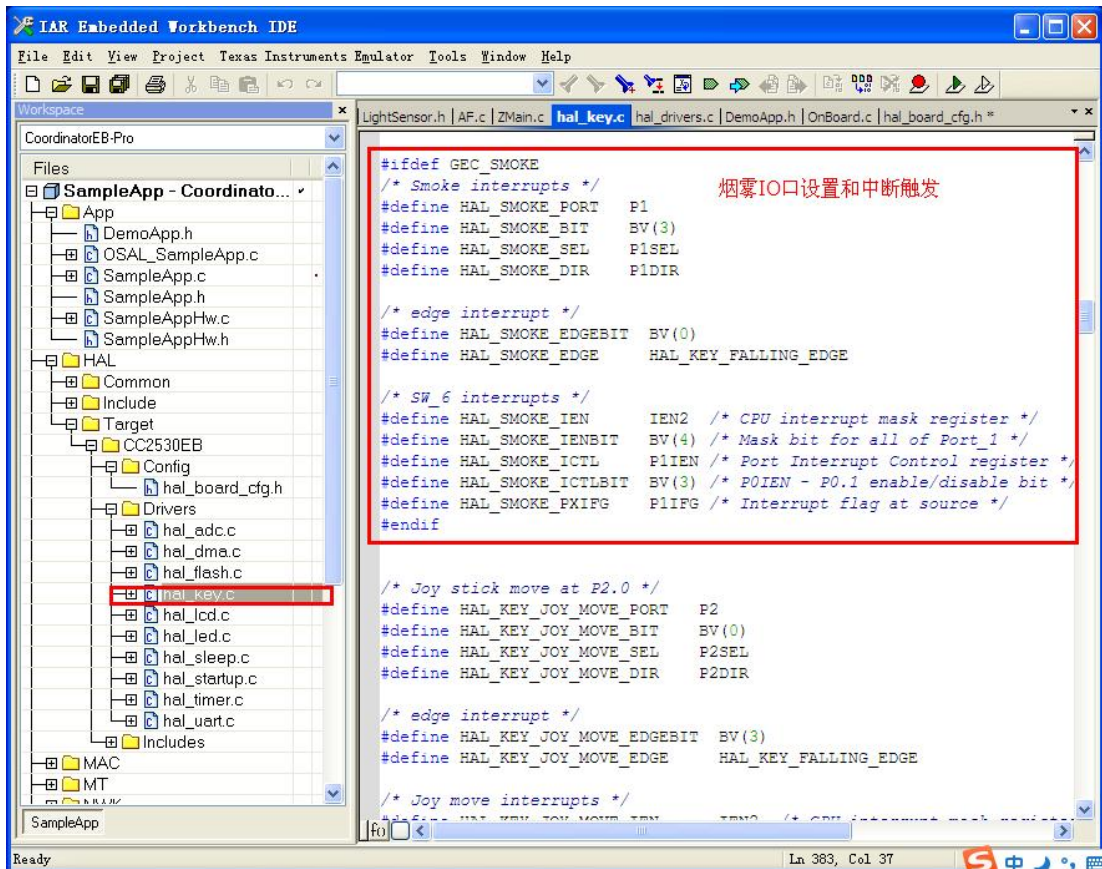 IAR Embedded Workbench IDE
File Edit View Project Texas Instruments Emulator Tools Window Help
Workspace
LightSensor.h | AF.c | ZMain.c hal_key.c hal_drivers.c | DemoApp.h | OnBoard.c | hal_board_cfg.h *
CoordinatorEB-Pro
Files
SampleApp - Coordinato...
App
DemoApp.h
OSAL_SampleApp.c
SampleApp.c
SampleApp.h
SampleAppHw.c
SampleAppHw.h
HAL
Common
Include
Target
CC2530EB
Config
hal_board_cfg.h
Drivers
hal_adc.c
hal_dma.c
hal_flash.c
hal_key.c
hal_lcd.c
hal_led.c
hal_sleep.c
hal_startup.c
hal_timer.c
hal_uart.c
Includes
MAC
MT
NWK
SampleApp
#ifdef GEC_SMOKE
/* Smoke interrupts */
烟雾IO口设置和中断触发
#define HAL_SMOKE_PORT P1
#define HAL_SMOKE_BIT BV(3)
#define HAL_SMOKE_SEL P1SEL
#define HAL_SMOKE_DIR P1DIR
/* edge interrupt */
#define HAL_SMOKE_EDGEBIT BV(0)
#define HAL_SMOKE_EDGE HAL_KEY_FALLING_EDGE
/* SW_6 interrupts */
#define HAL_SMOKE_IEN IEN2 /* CPU interrupt mask register */
#define HAL_SMOKE_IENBIT BV(4) /* Mask bit for all of Port_1 */
#define HAL_SMOKE_ICTL P1IEN /* Port Interrupt Control register */
#define HAL_SMOKE_ICTLBIT BV(3) /* P0IEN - P0.1 enable/disable bit */
#define HAL_SMOKE_PXIFG P1IFG /* Interrupt flag at source */
#endif
/* Joy stick move at P2.0 */
#define HAL_KEY_JOY_MOVE_PORT P2
#define HAL_KEY_JOY_MOVE_BIT BV(0)
#define HAL_KEY_JOY_MOVE_SEL P2SEL
#define HAL_KEY_JOY_MOVE_DIR P2DIR
/* edge interrupt */
#define HAL_KEY_JOY_MOVE_EDGEBIT BV(3)
#define HAL_KEY_JOY_MOVE_EDGE HAL_KEY_FALLING_EDGE
/* Joy move interrupts */
#define HAL_KEY_JOY_MOVE_IEN IEN2 /* CPU interrupt mask
f()
Ready
Ln 383, Col 37
中